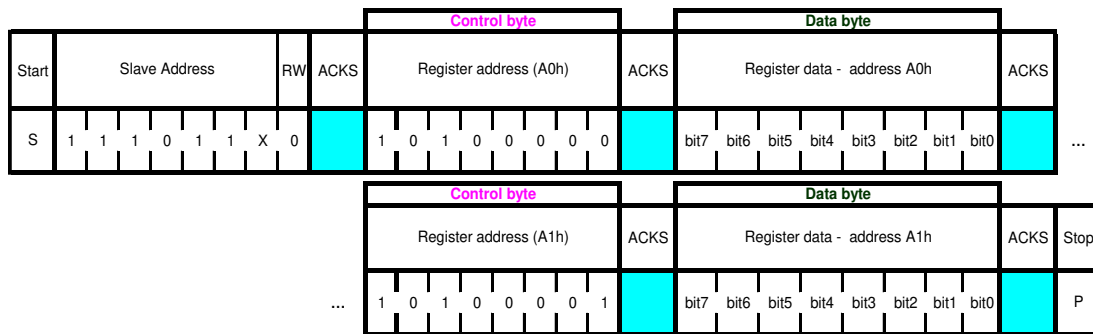 Control byte Data byte
Start Slave Address RW ACKS Register address (A0h) ACKS Register data - address A0h ACKS
S 1 1 1 0 1 1 X 0 1 0 1 0 0 0 0 0 bit7 bit6 bit5 bit4 bit3 bit2 bit1 bit0 ...
Control byte Data byte
Register address (A1h) ACKS Register data - address A1h ACKS Stop
... 1 0 1 0 0 0 0 1 bit7 bit6 bit5 bit4 bit3 bit2 bit1 bit0 P